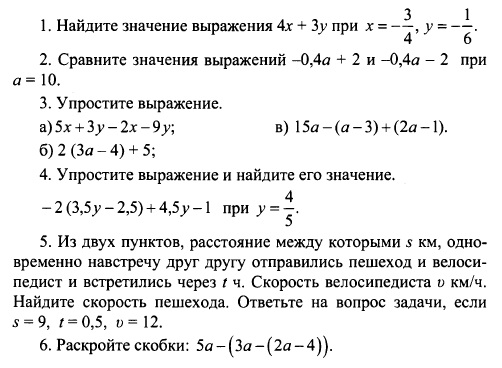 1. Найдите значение выражения 4x + 3y при x = −3/4, y = −1/6.
2. Сравните значения выражений −0,4a + 2 и −0,4a − 2 при
a = 10.
3. Упростите выражение.
а) 5x + 3y − 2x − 9y; в) 15a − (a − 3) + (2a − 1).
б) 2 (3a − 4) + 5;
4. Упростите выражение и найдите его значение.
−2 (3,5y − 2,5) + 4,5y − 1 при y = 4/5.
5. Из двух пунктов, расстояние между которыми s км, одно-
временно навстречу друг другу отправились пешеход и велоси-
педист и встретились через t ч. Скорость велосипедиста υ км/ч.
Найдите скорость пешехода. Ответьте на вопрос задачи, если
s = 9, t = 0,5, υ = 12.
6. Раскройте скобки: 5a − (3a − (2a − 4)).